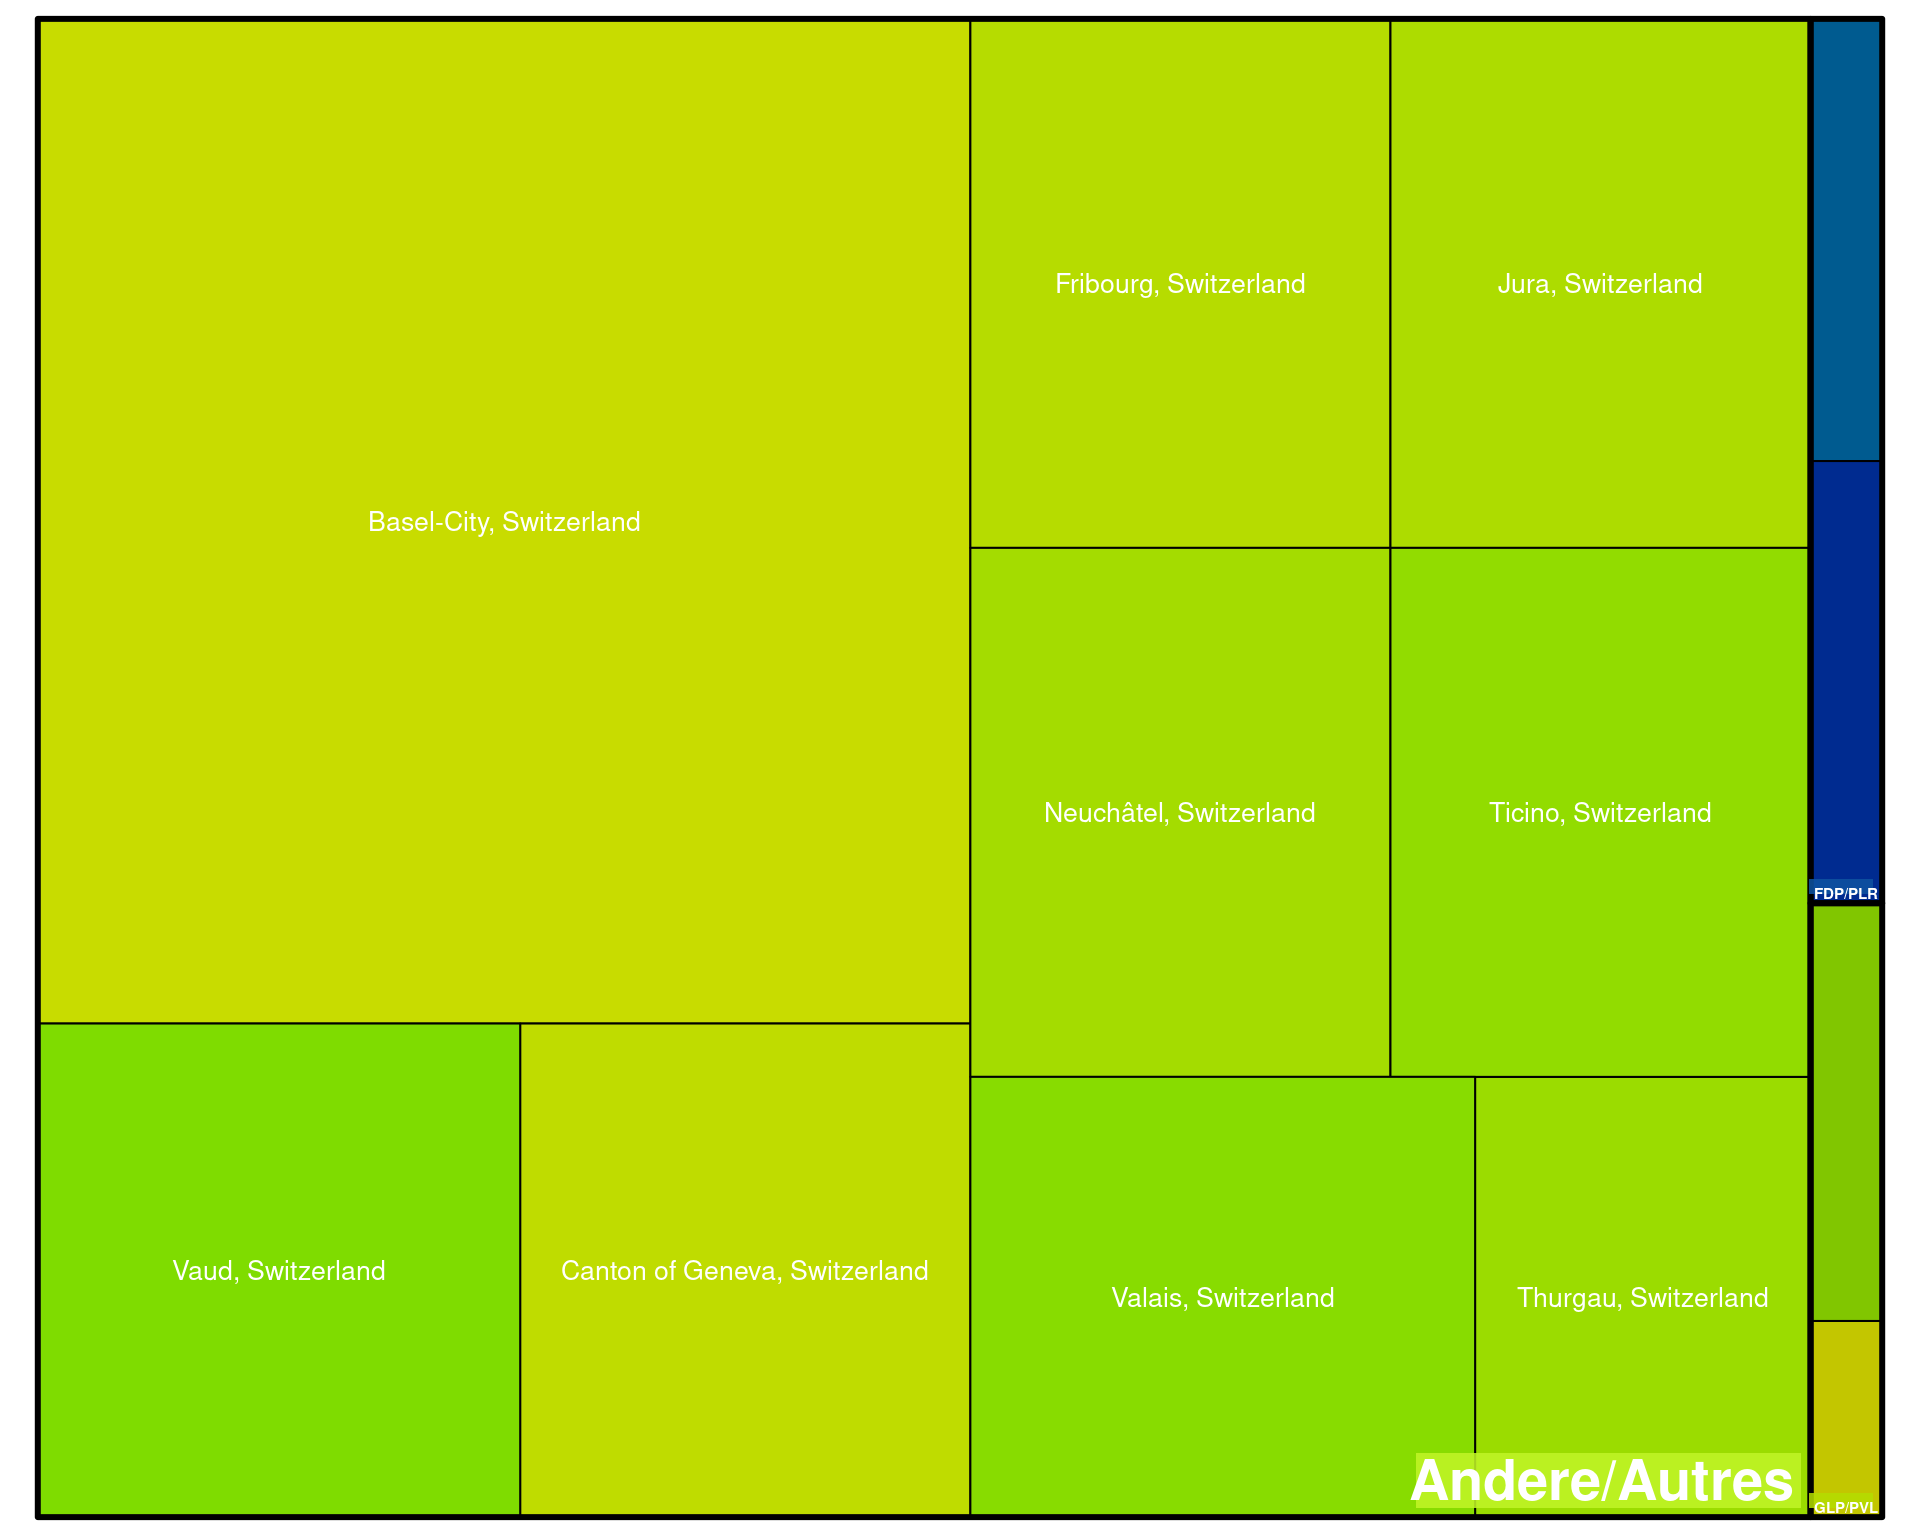 Fribourg, Switzerland
Jura, Switzerland
Basel-City, Switzerland
Neuchâtel, Switzerland
Ticino, Switzerland
FDP/PLR
Vaud, Switzerland
Canton of Geneva, Switzerland
Valais, Switzerland
Thurgau, Switzerland
Andere/Autres
GLP/PVL